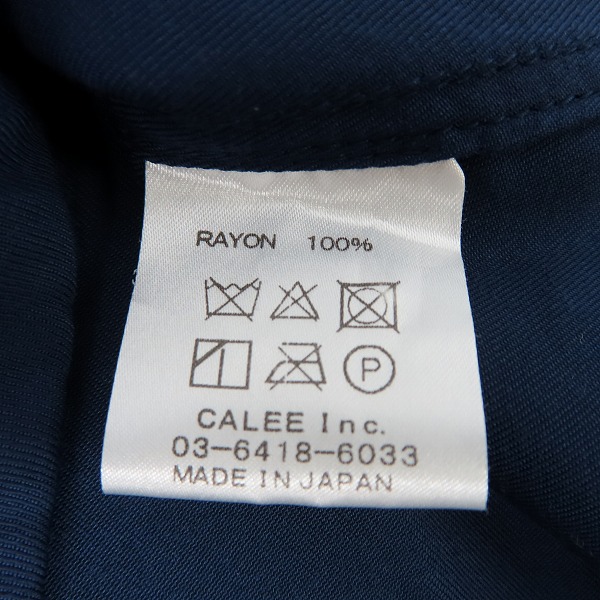 RAYON 100%
P
CALEE Inc.
03-6418-6033
MADE IN JAPAN